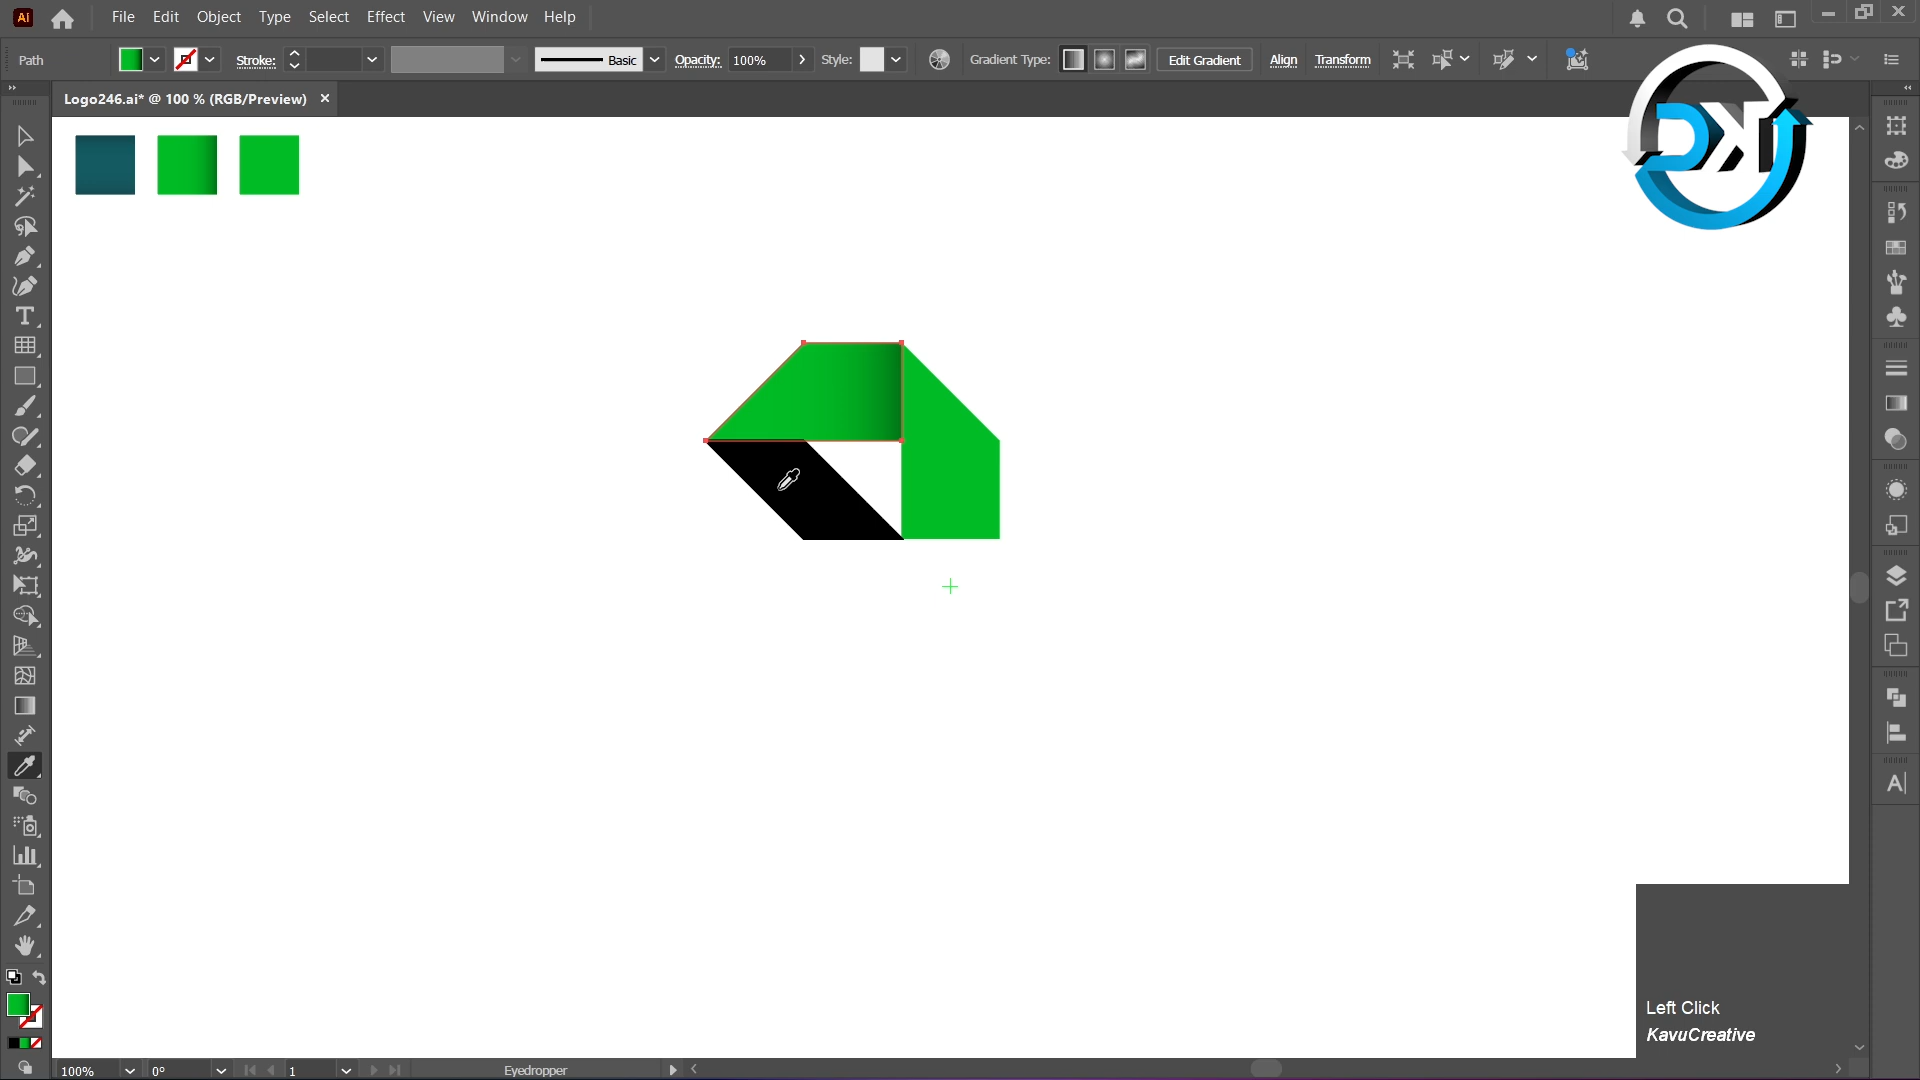 Ai File Edit Object Type Select Effect View Window Help
Path Stroke: Basic Opacity: 100% Style: Gradient Type: Edit Gradient Align Transform
Logo246.ai* @ 100 % (RGB/Preview)
DK
Left Click
KavuCreative
100% 0° 1 Eyedropper